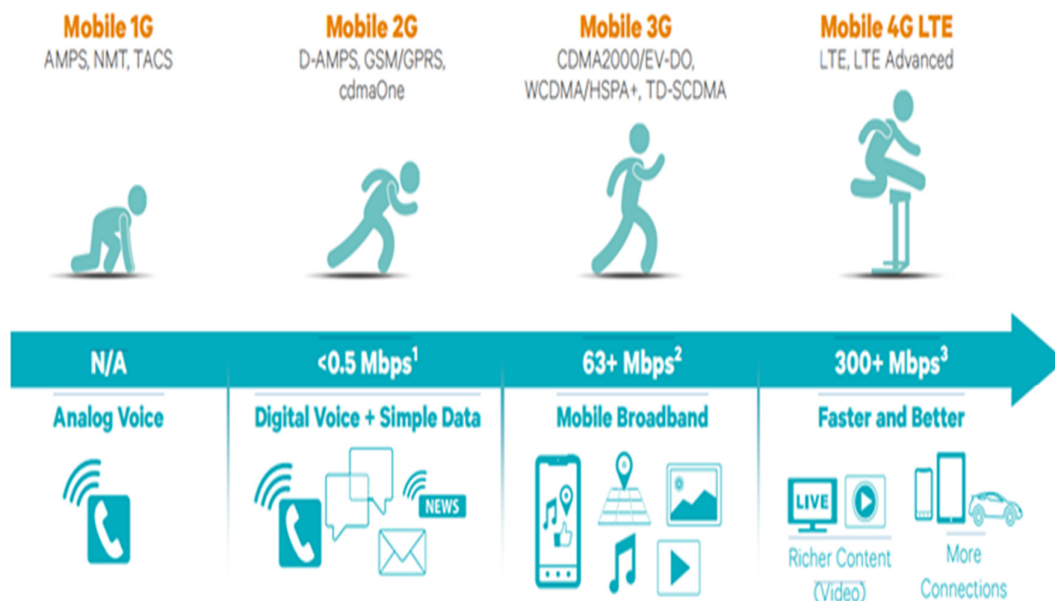 Mobile 1G
AMPS, NMT, TACS
Mobile 2G
D-AMPS, GSM/GPRS,
cdmaOne
Mobile 3G
CDMA2000/EV-DO,
WCDMA/HSPA+, TD-SCDMA
Mobile 4G LTE
LTE, LTE Advanced
N/A
<0.5 Mbps¹
63+ Mbps²
300+ Mbps³
Analog Voice
Digital Voice + Simple Data
NEWS
Mobile Broadband
Faster and Better
LIVE
Richer Content
(Video)
More
Connections